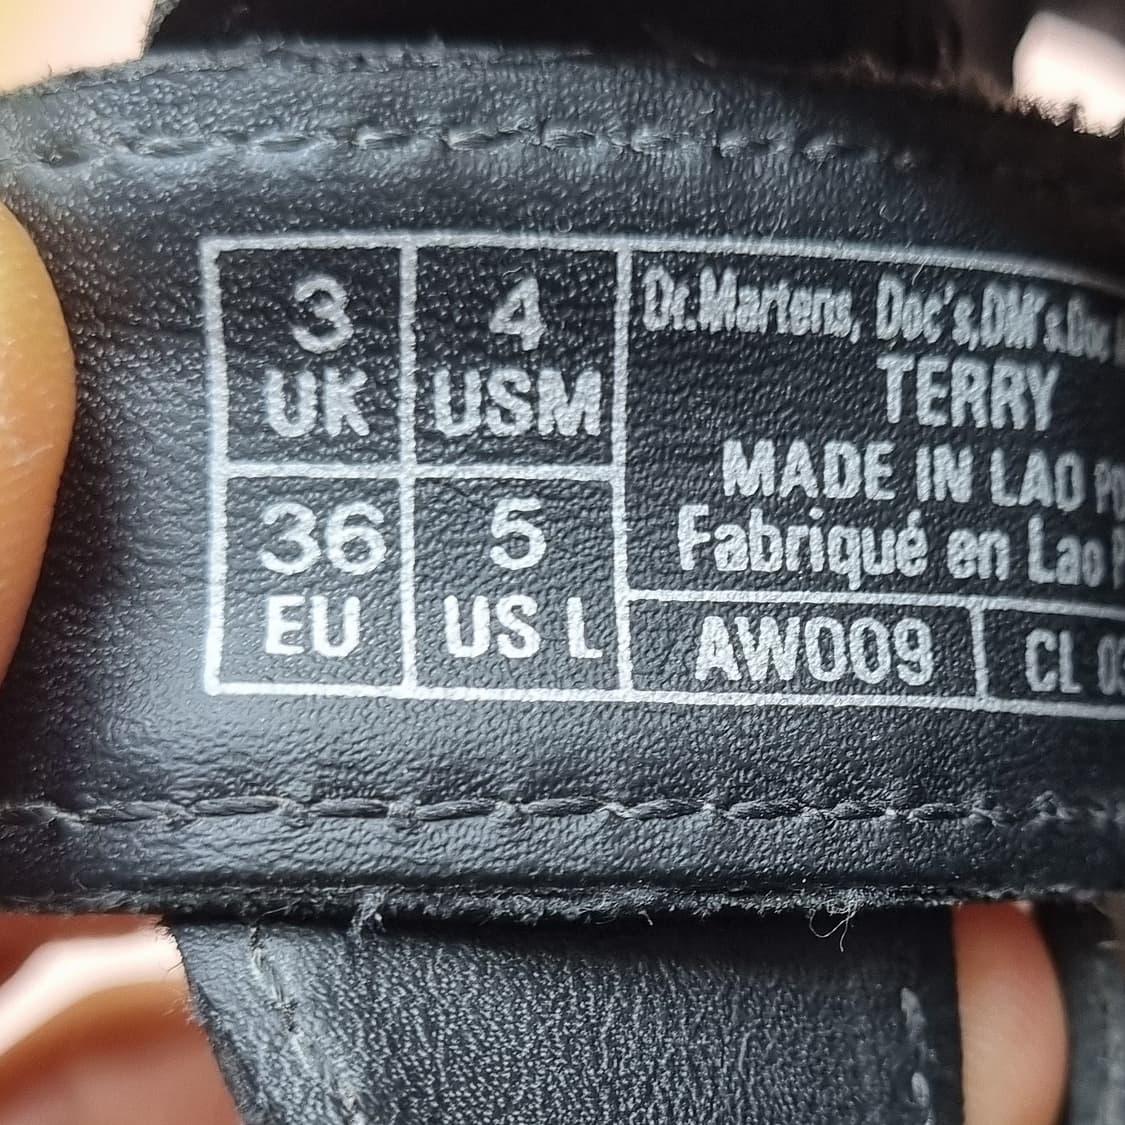 3
UK
4
USM
36
EU
5
US L
Dr.Martens, Doc's,DM's.Doc
TERRY
MADE IN LAO
Fabriqué en Lao
AW009
CL